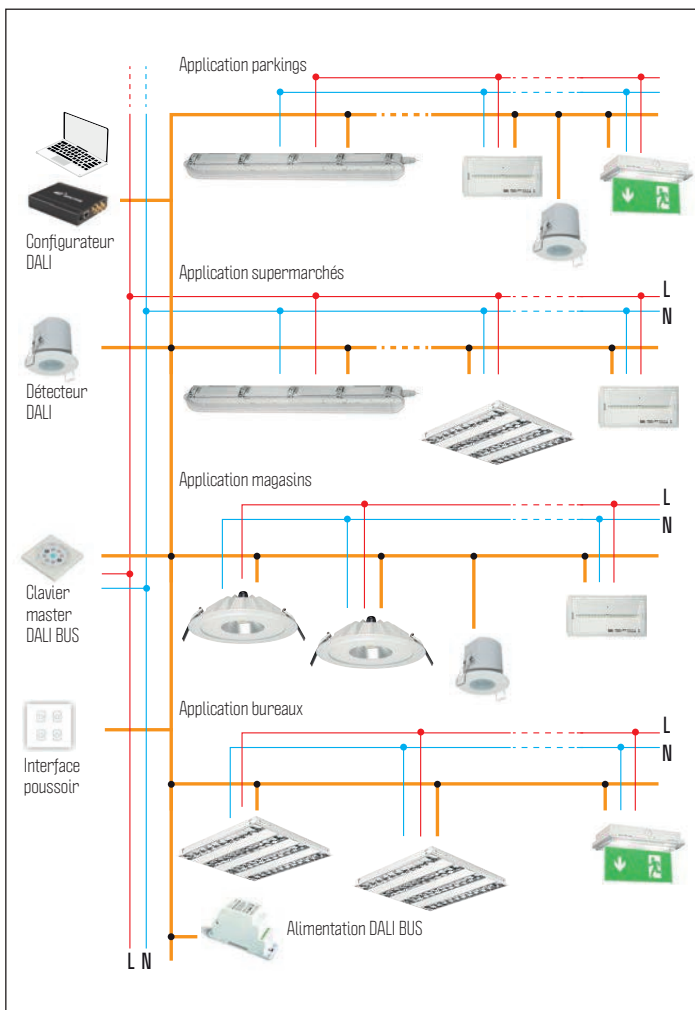 Application parkings
Configurateur
DALI
Application supermarchés
L
N
Détecteur
DALI
Application magasins
L
N
Clavier
master
DALI BUS
Application bureaux
L
N
Interface
poussoir
Alimentation DALI BUS
L N